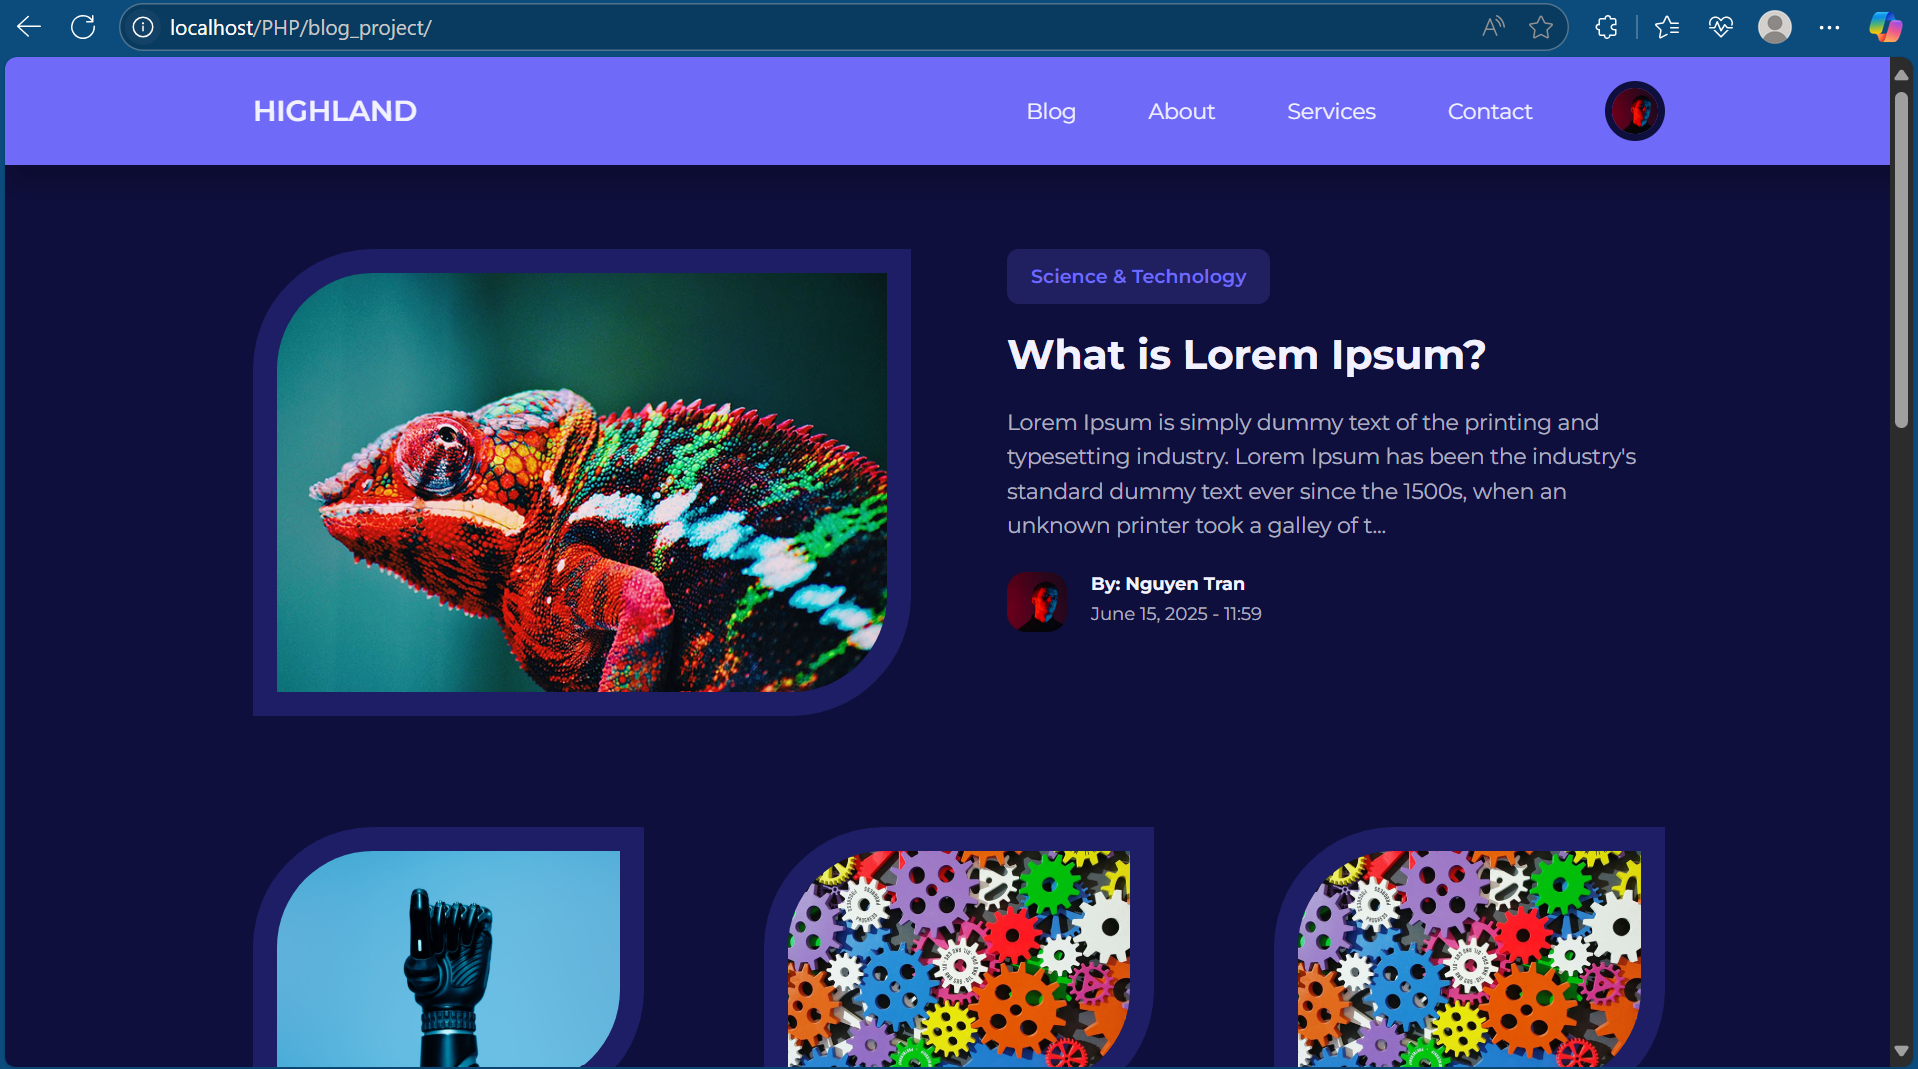 localhost/PHP/blog_project/
HIGHLAND
Blog
About
Services
Contact
Science & Technology
What is Lorem Ipsum?
Lorem Ipsum is simply dummy text of the printing and
typesetting industry. Lorem Ipsum has been the industry's
standard dummy text ever since the 1500s, when an
unknown printer took a galley of t...
By: Nguyen Tran
June 15, 2025 - 11:59